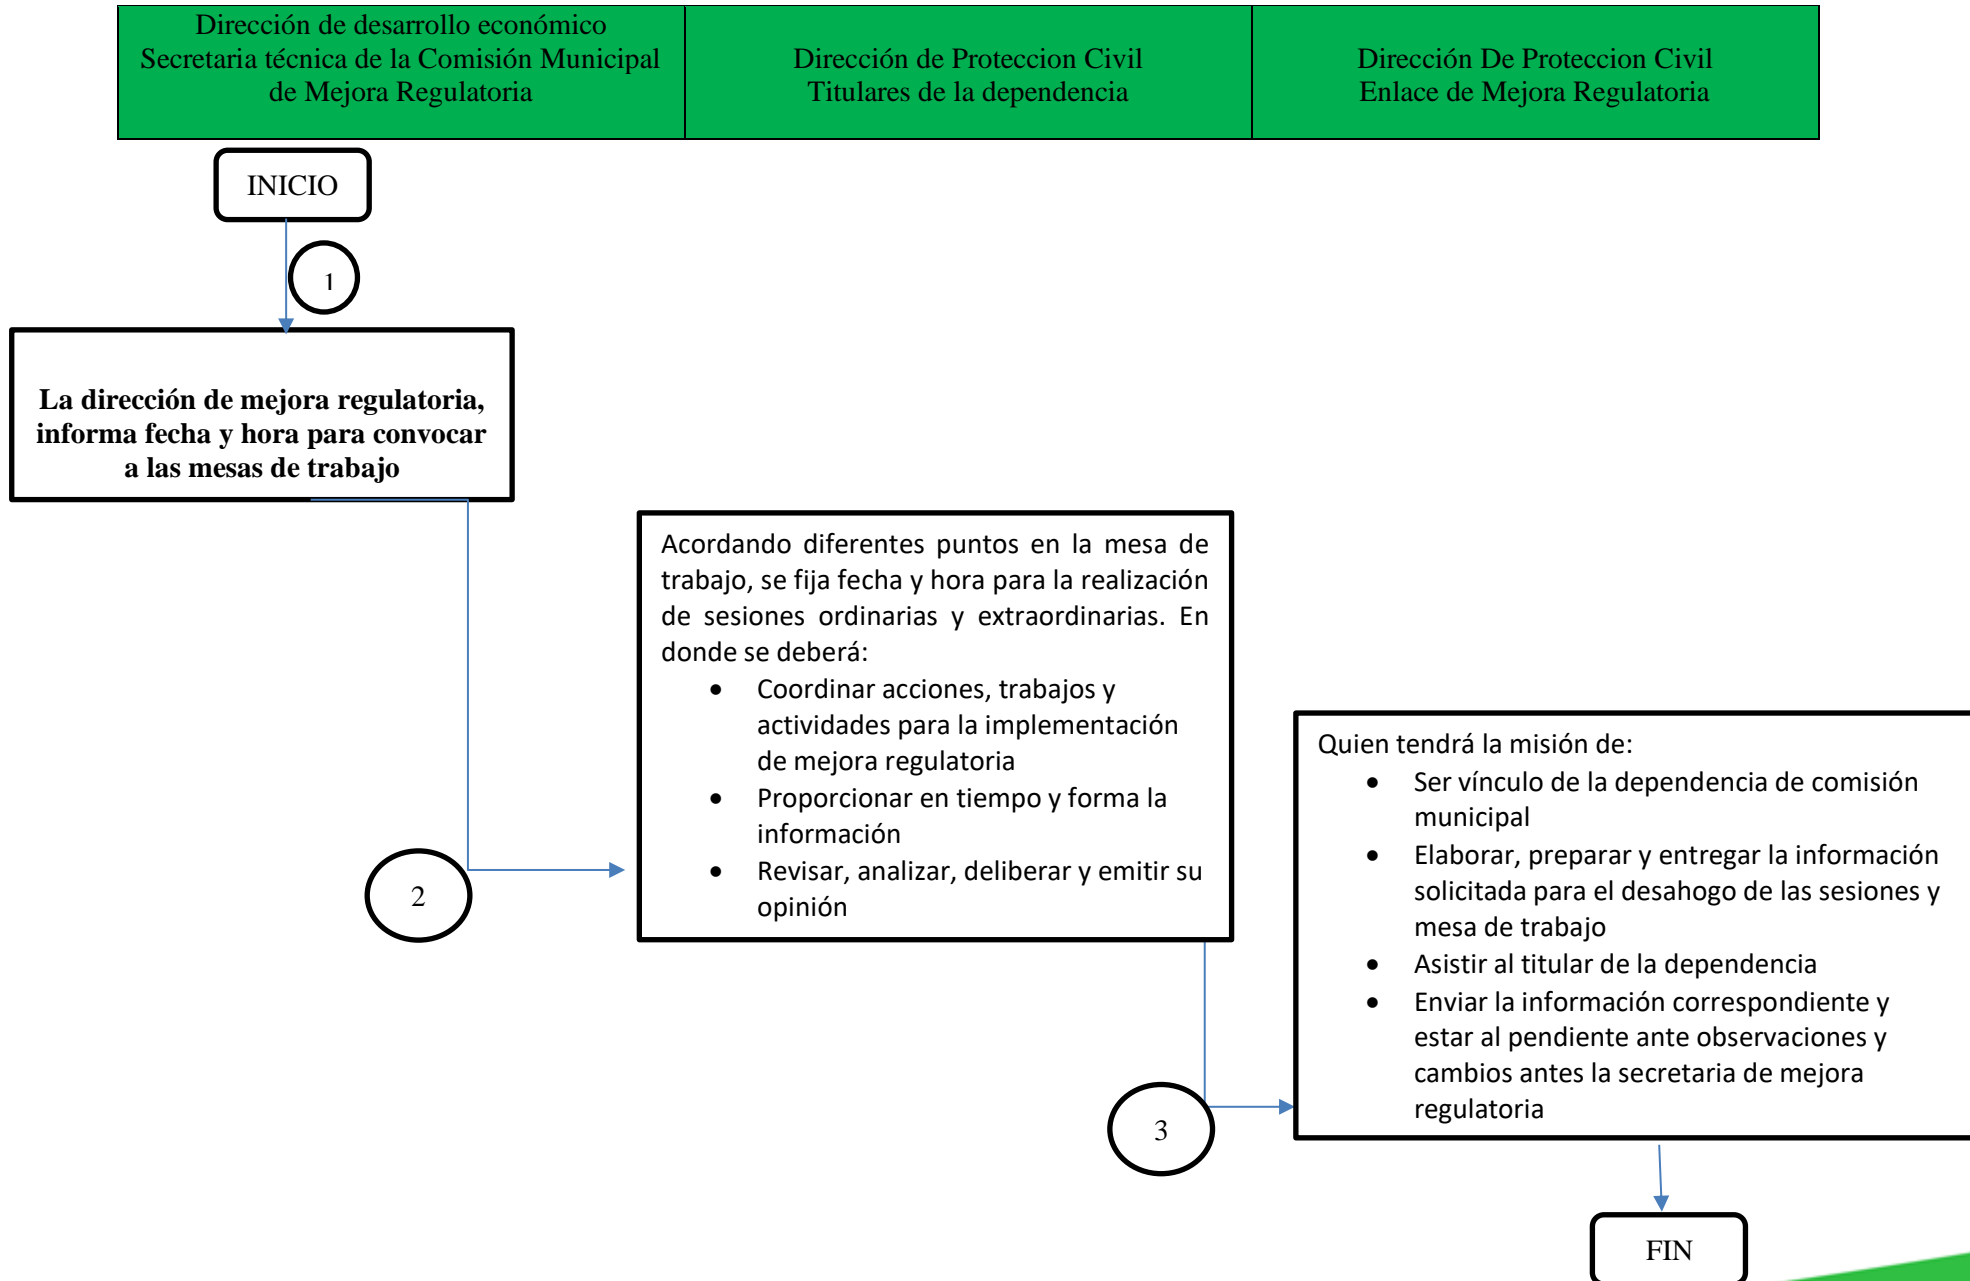 Dirección de desarrollo económico
Secretaria técnica de la Comisión Municipal
de Mejora Regulatoria
Dirección de Proteccion Civil
Titulares de la dependencia
Dirección De Proteccion Civil
Enlace de Mejora Regulatoria
INICIO
1
La dirección de mejora regulatoria,
informa fecha y hora para convocar
a las mesas de trabajo
Acordando diferentes puntos en la mesa de
trabajo, se fija fecha y hora para la realización
de sesiones ordinarias y extraordinarias. En
donde se deberá:
• Coordinar acciones, trabajos y
actividades para la implementación
de mejora regulatoria
• Proporcionar en tiempo y forma la
información
• Revisar, analizar, deliberar y emitir su
opinión
2
Quien tendrá la misión de:
• Ser vínculo de la dependencia de comisión
municipal
• Elaborar, preparar y entregar la información
solicitada para el desahogo de las sesiones y
mesa de trabajo
• Asistir al titular de la dependencia
• Enviar la información correspondiente y
estar al pendiente ante observaciones y
cambios antes la secretaria de mejora
regulatoria
3
FIN